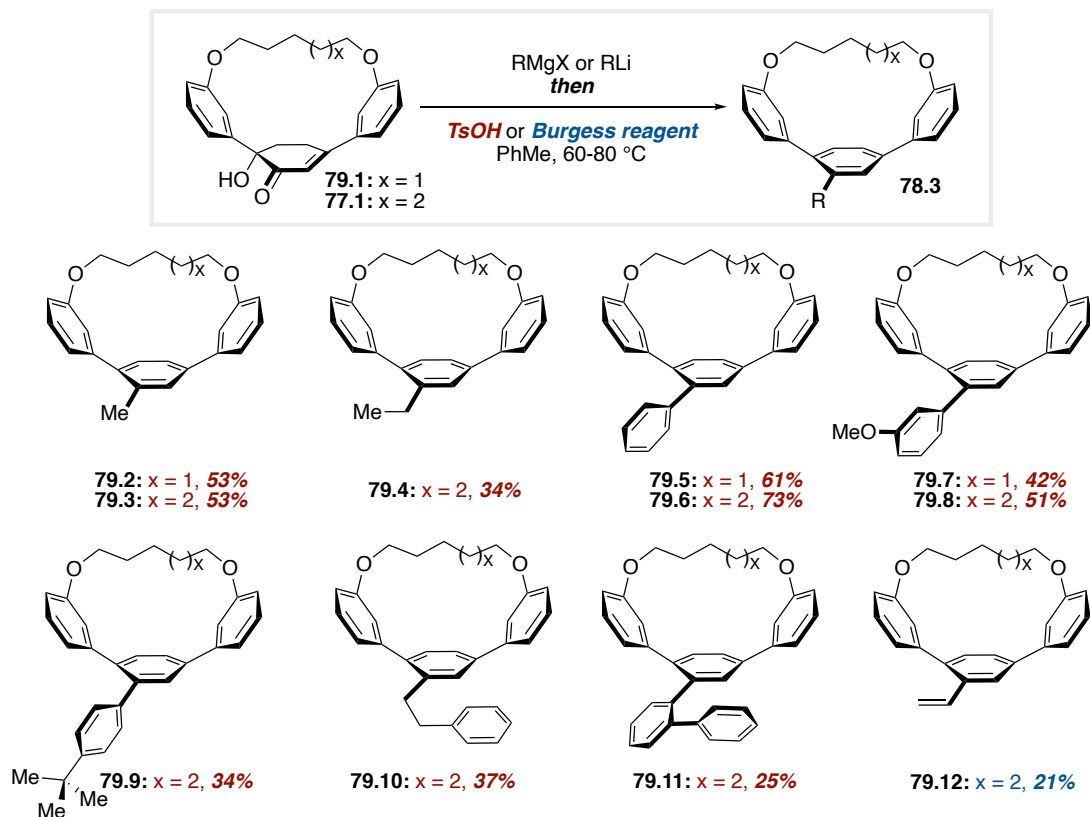 O ( )x O
HO
O
79.1: x = 1
77.1: x = 2
RMgX or RLi
then
TsOH or Burgess reagent
PhMe, 60-80 °C
O ( )x O
R
78.3
O ( )x O
Me
79.2: x = 1, 53%
79.3: x = 2, 53%
O ( )x O
Me
79.4: x = 2, 34%
O ( )x O
79.5: x = 1, 61%
79.6: x = 2, 73%
O ( )x O
MeO
79.7: x = 1, 42%
79.8: x = 2, 51%
O ( )x O
Me
Me
Me
79.9: x = 2, 34%
O ( )x O
79.10: x = 2, 37%
O ( )x O
79.11: x = 2, 25%
O ( )x O
79.12: x = 2, 21%